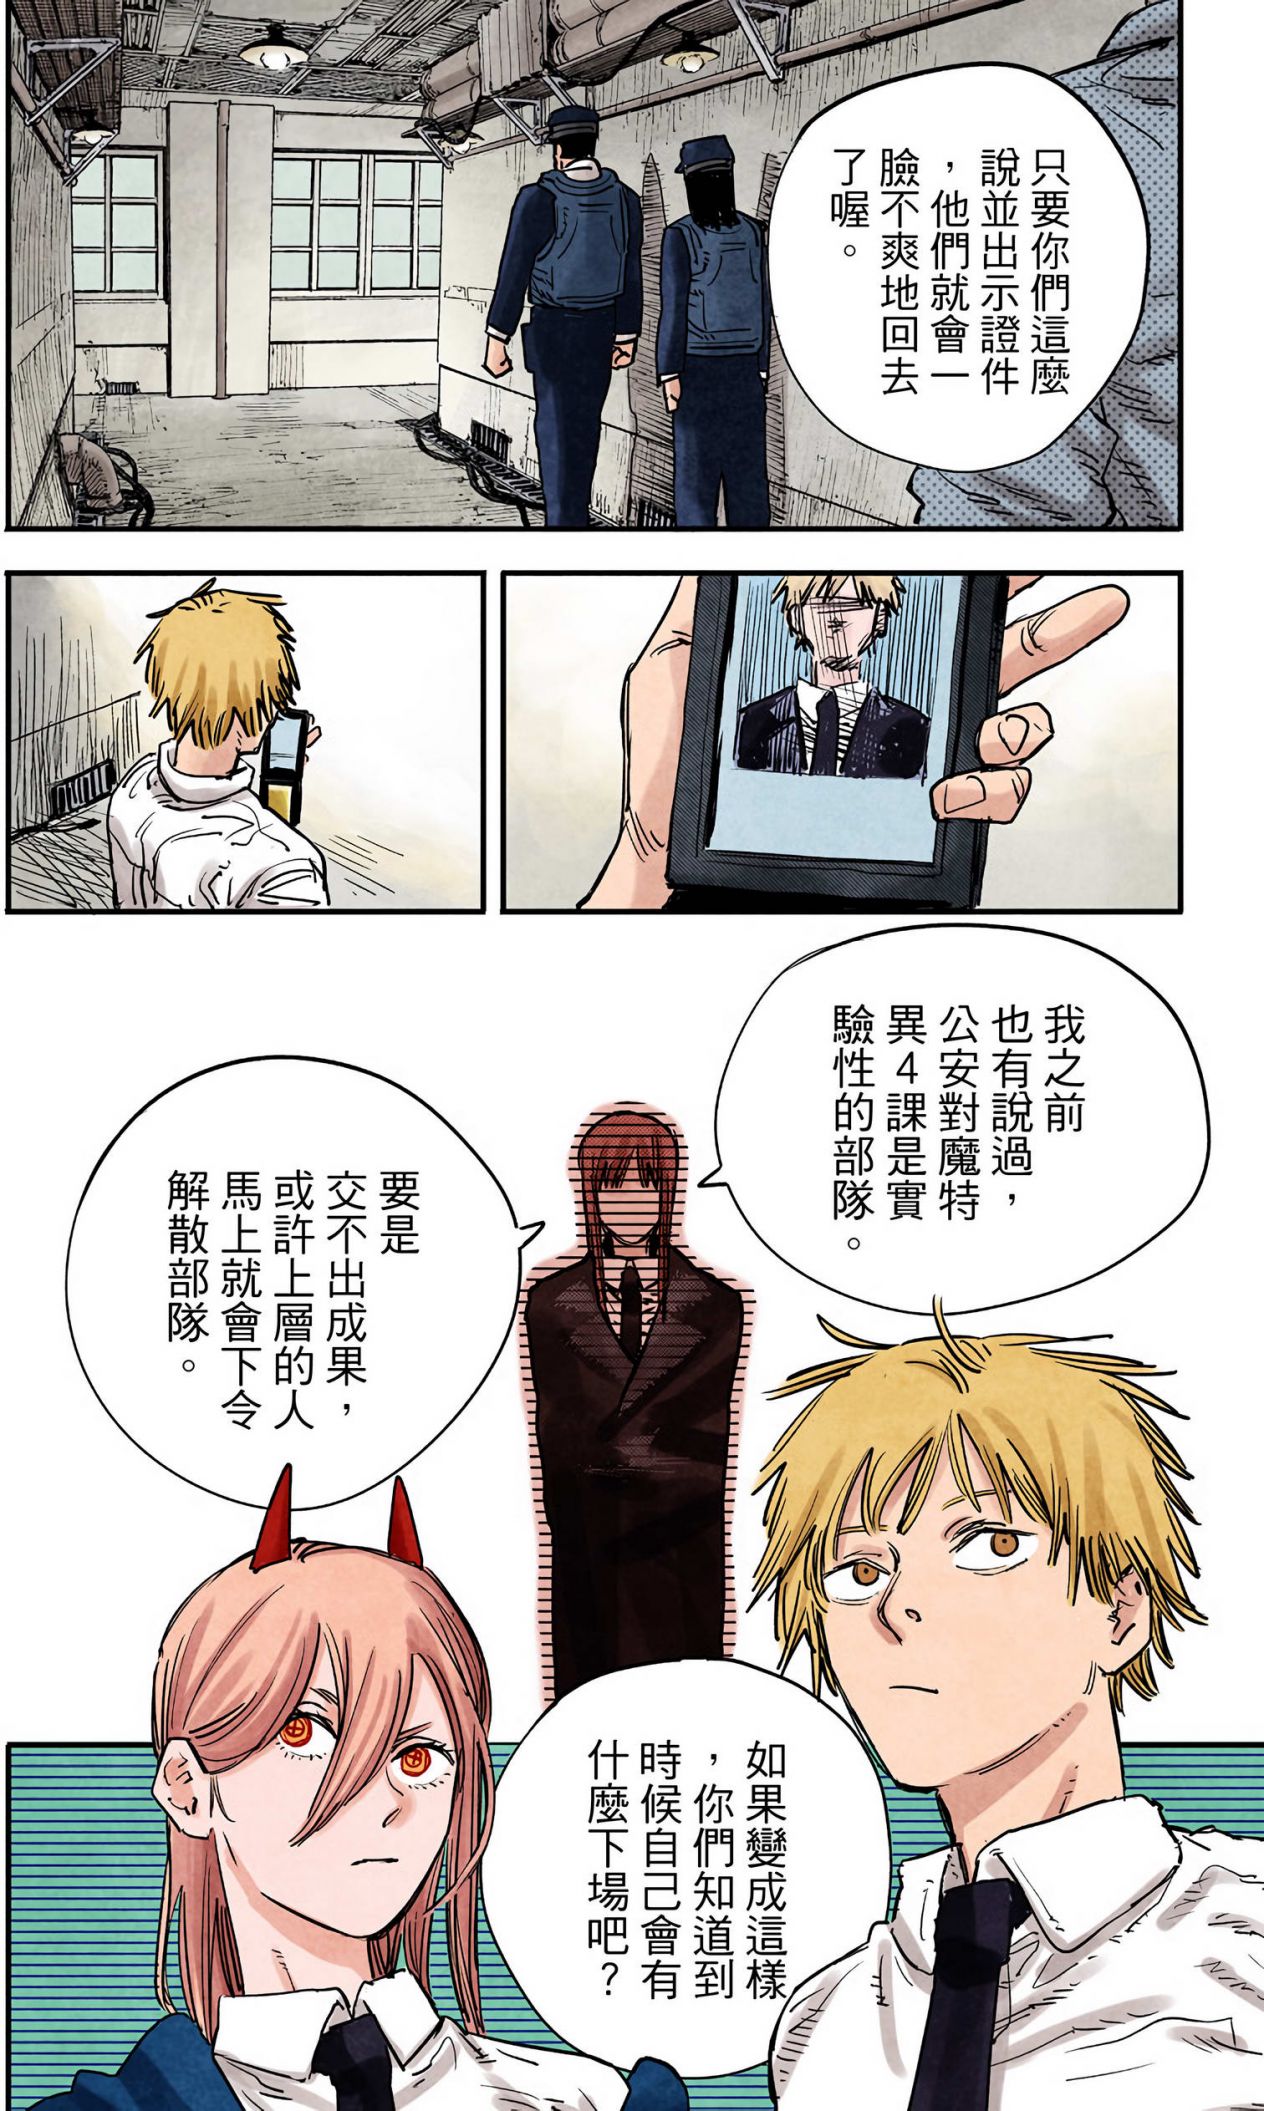 只要你們這麼
說並出示證件
，他們就會一
臉不爽地回去
了喔。
我之前
也有說過，
公安對魔特
異4課是實
驗性的部隊。
要是
交不出成果，
或許上層的人
馬上就會下令
解散部隊。
如果變成這樣
，你們知道到
時候自己會有
什麼下場吧？